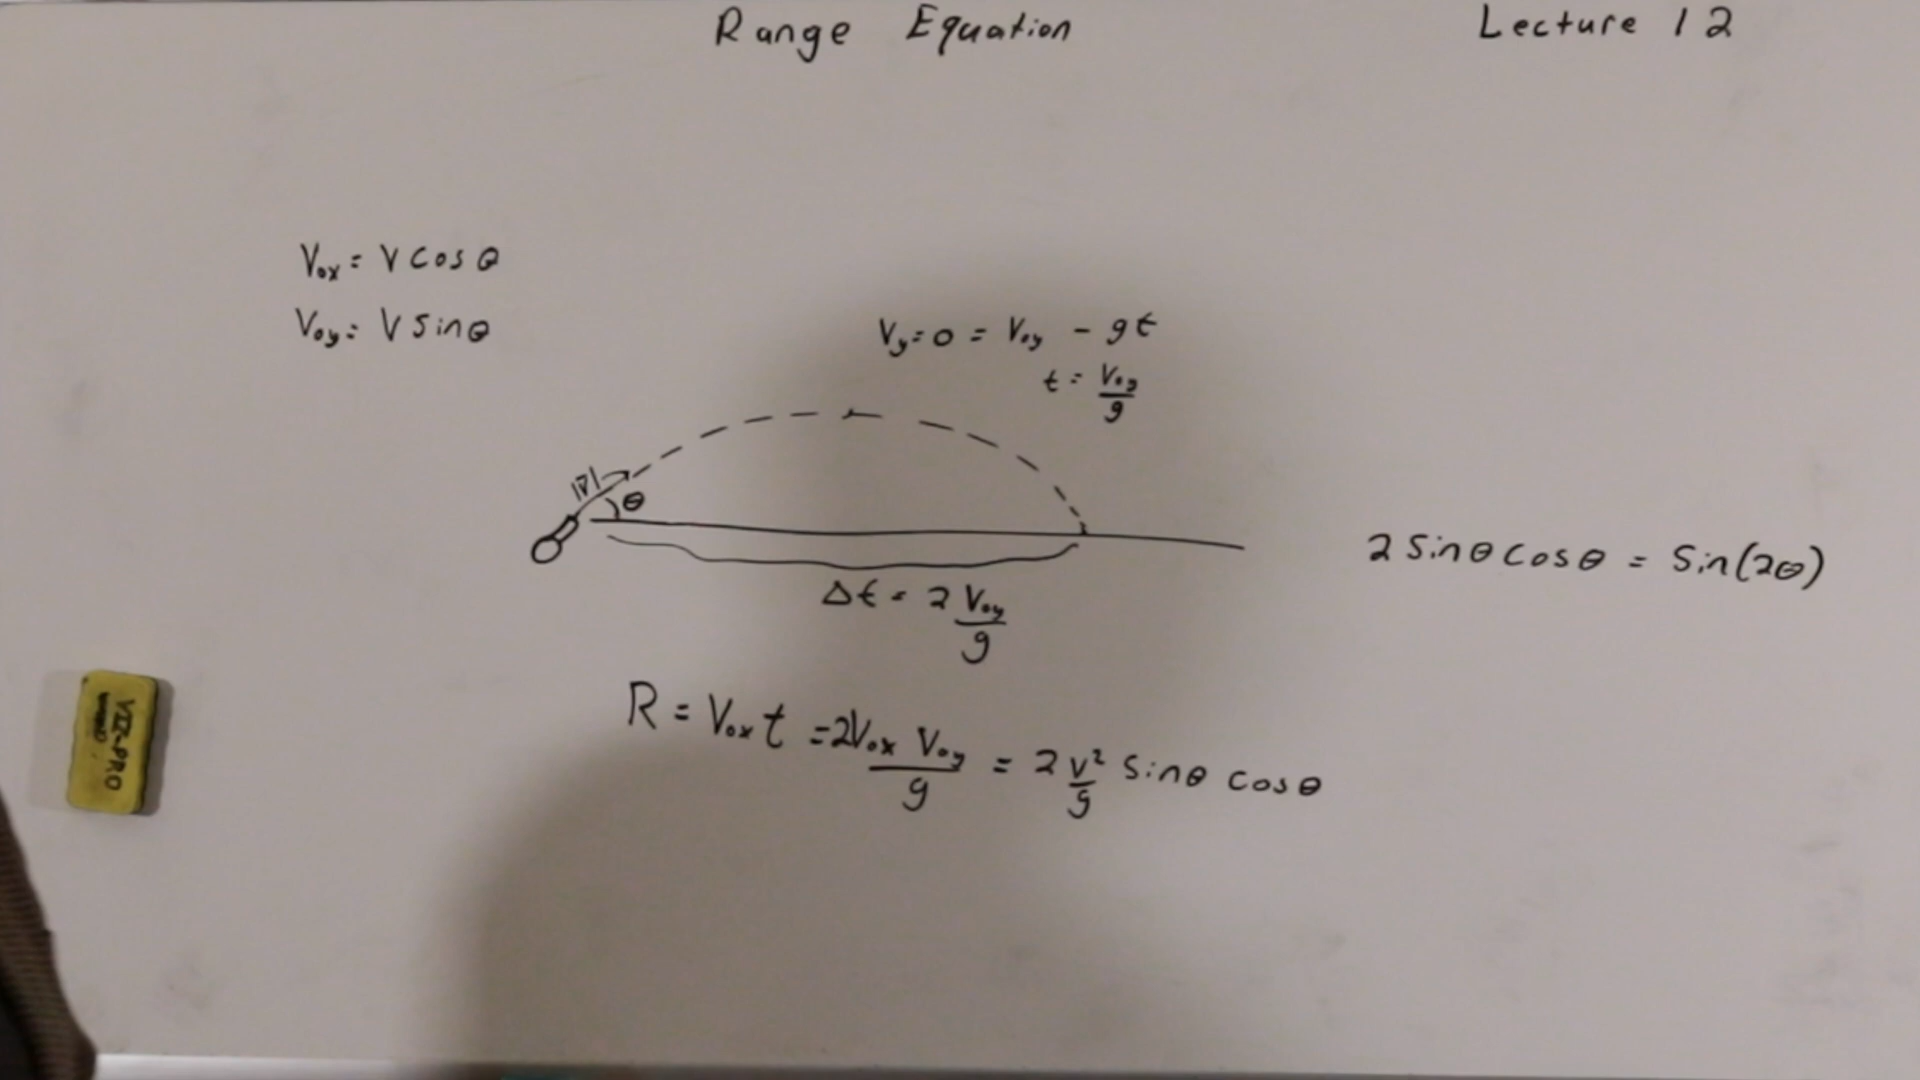 Range Equation
Lecture 12
Vox = V cos θ
Voy = V sin θ
Vy = 0 = Voy - gt
t = Voy/g
|v⃗|
θ
2 sin θ cos θ = sin(2θ)
Δt = 2 Voy/g
R = Vox t = 2Vox Voy/g = 2 v²/g sin θ cos θ
VIZ-PRO